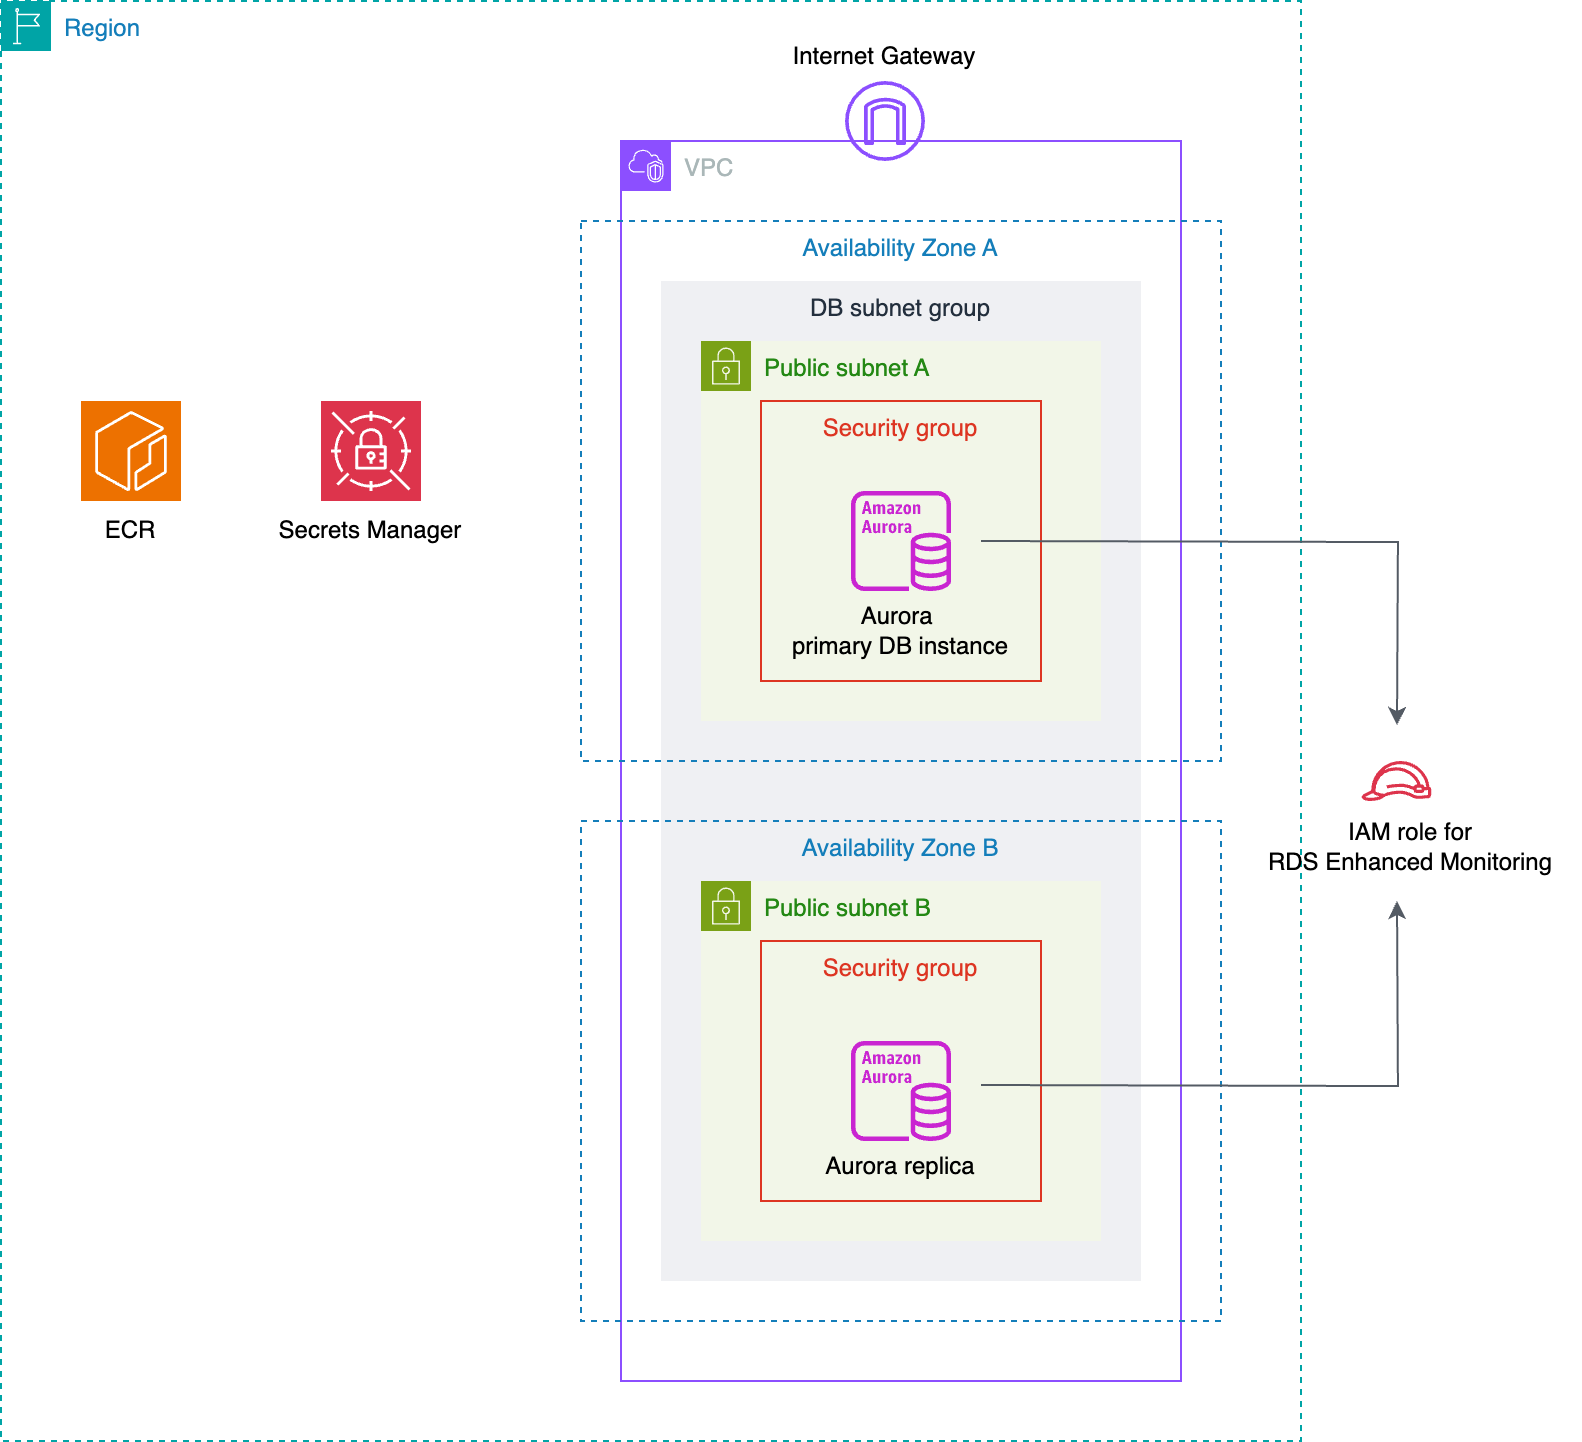 Region
Internet Gateway
VPC
Availability Zone A
DB subnet group
Public subnet A
Security group
Amazon
Aurora
Aurora
primary DB instance
ECR
Secrets Manager
IAM role for
RDS Enhanced Monitoring
Availability Zone B
Public subnet B
Security group
Amazon
Aurora
Aurora replica